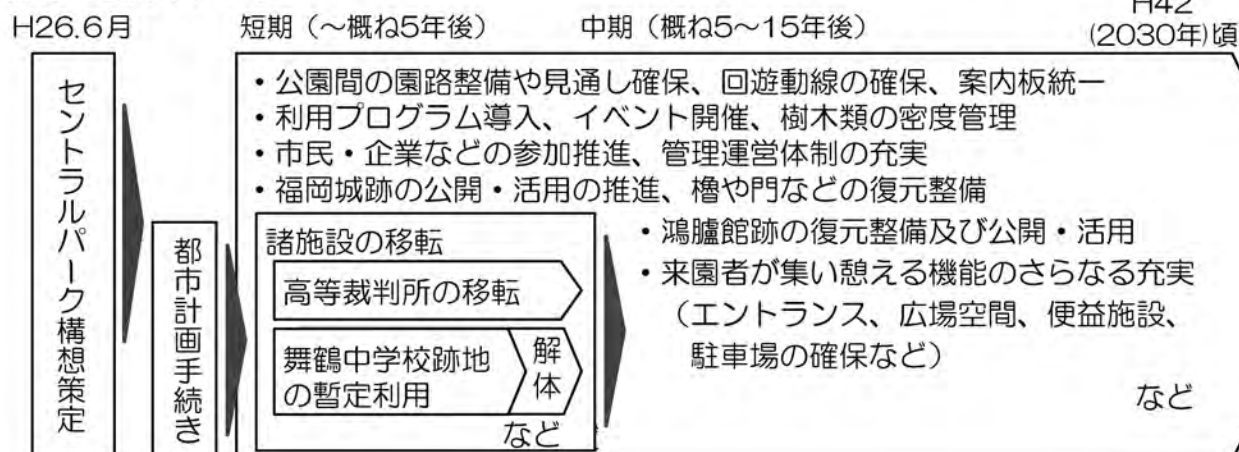 H26.6月
短期（～概ね5年後）
中期（概ね5～15年後）
H42
(2030年)頃
セントラルパーク構想策定
都市計画手続き
・公園間の園路整備や見通し確保、回遊動線の確保、案内板統一
・利用プログラム導入、イベント開催、樹木類の密度管理
・市民・企業などの参加推進、管理運営体制の充実
・福岡城跡の公開・活用の推進、櫓や門などの復元整備
諸施設の移転
高等裁判所の移転
舞鶴中学校跡地
の暫定利用
解体
など
・鴻臚館跡の復元整備及び公開・活用
・来園者が集い憩える機能のさらなる充実
（エントランス、広場空間、便益施設、
駐車場の確保など）
など